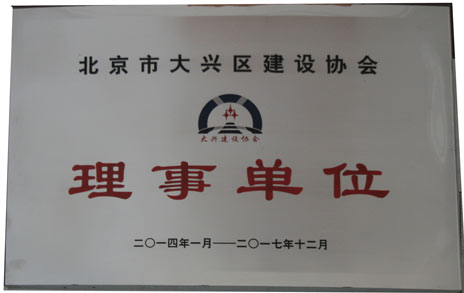 北京市大兴区建设协会
大兴建设协会
理事单位
二〇一四年一月——二〇一七年十二月